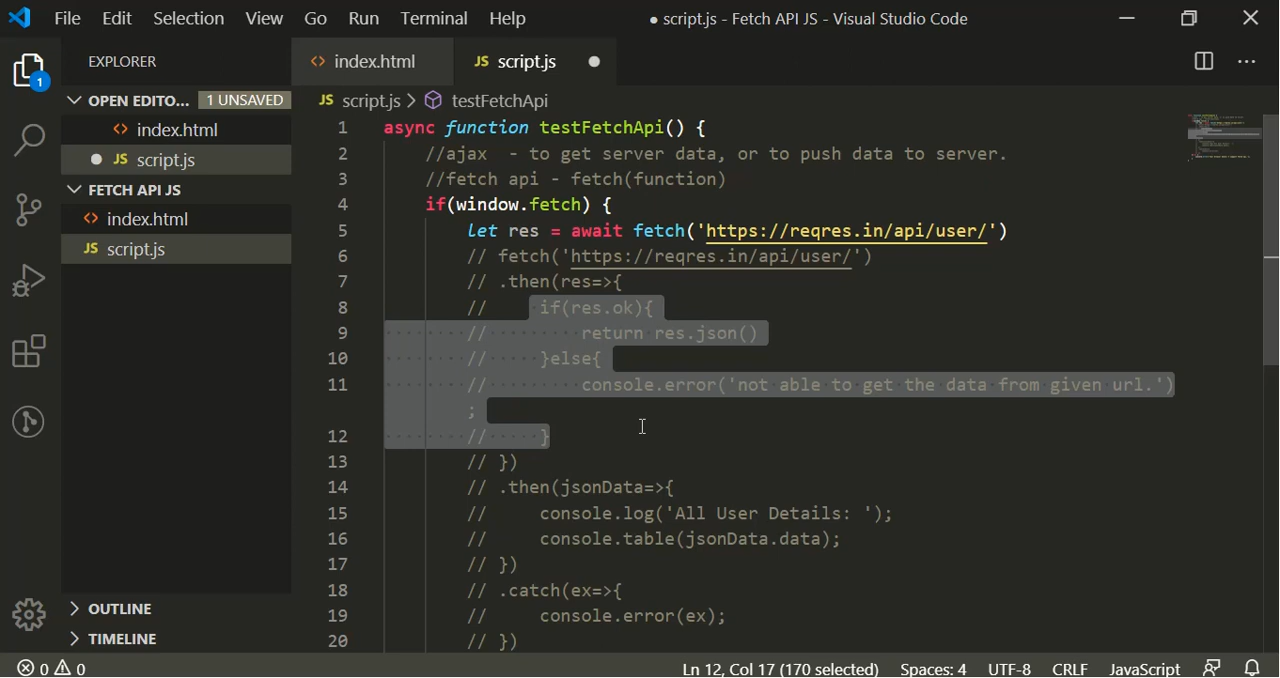 File Edit Selection View Go Run Terminal Help ● script.js - Fetch API JS - Visual Studio Code
1
EXPLORER
OPEN EDITO... 1 UNSAVED
<> index.html
● JS script.js
FETCH API JS
<> index.html
JS script.js
OUTLINE
TIMELINE
<> index.html JS script.js ●
JS script.js > testFetchApi
1 async function testFetchApi() {
2 //ajax - to get server data, or to push data to server.
3 //fetch api - fetch(function)
4 if(window.fetch) {
5 let res = await fetch('https://reqres.in/api/user/')
6 // fetch('https://reqres.in/api/user/')
7 // .then(res=>{
8 // if(res.ok){
9 // return res.json()
10 // }else{
11 // console.error('not able to get the data from given url.')
;
12 // }
13 // })
14 // .then(jsonData=>{
15 // console.log('All User Details: ');
16 // console.table(jsonData.data);
17 // })
18 // .catch(ex=>{
19 // console.error(ex);
20 // })
0 0 Ln 12, Col 17 (170 selected) Spaces: 4 UTF-8 CRLF JavaScript